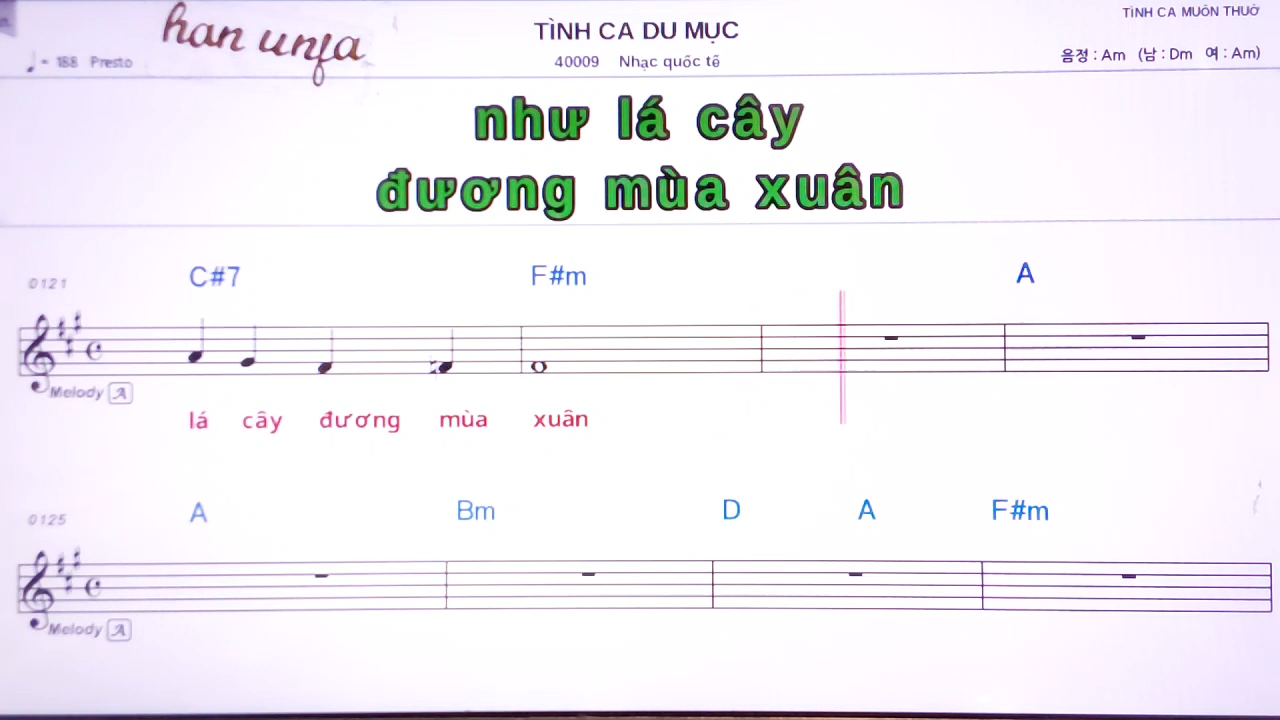 han unfa
TÌNH CA DU MỤC
TÌNH CA MUÔN THUỞ
♩ = 188 Presto
40009 Nhạc quốc tế
음정 : Am (남 : Dm 여 : Am)
như lá cây
đương mùa xuân
0121
C#7 F#m A
Melody A
lá cây đương mùa xuân
0125
A Bm D A F#m
Melody A